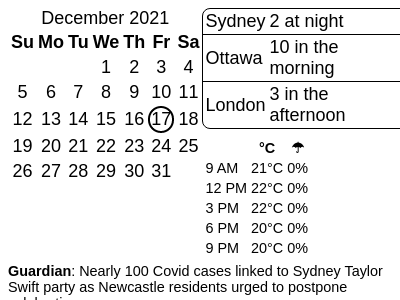 December 2021
Su Mo Tu We Th Fr Sa
1 2 3 4
5 6 7 8 9 10 11
12 13 14 15 16 17 18
19 20 21 22 23 24 25
26 27 28 29 30 31
Sydney 2 at night
Ottawa 10 in the
morning
London 3 in the
afternoon
°C ☂
9 AM 21°C 0%
12 PM 22°C 0%
3 PM 22°C 0%
6 PM 20°C 0%
9 PM 20°C 0%
Guardian: Nearly 100 Covid cases linked to Sydney Taylor
Swift party as Newcastle residents urged to postpone